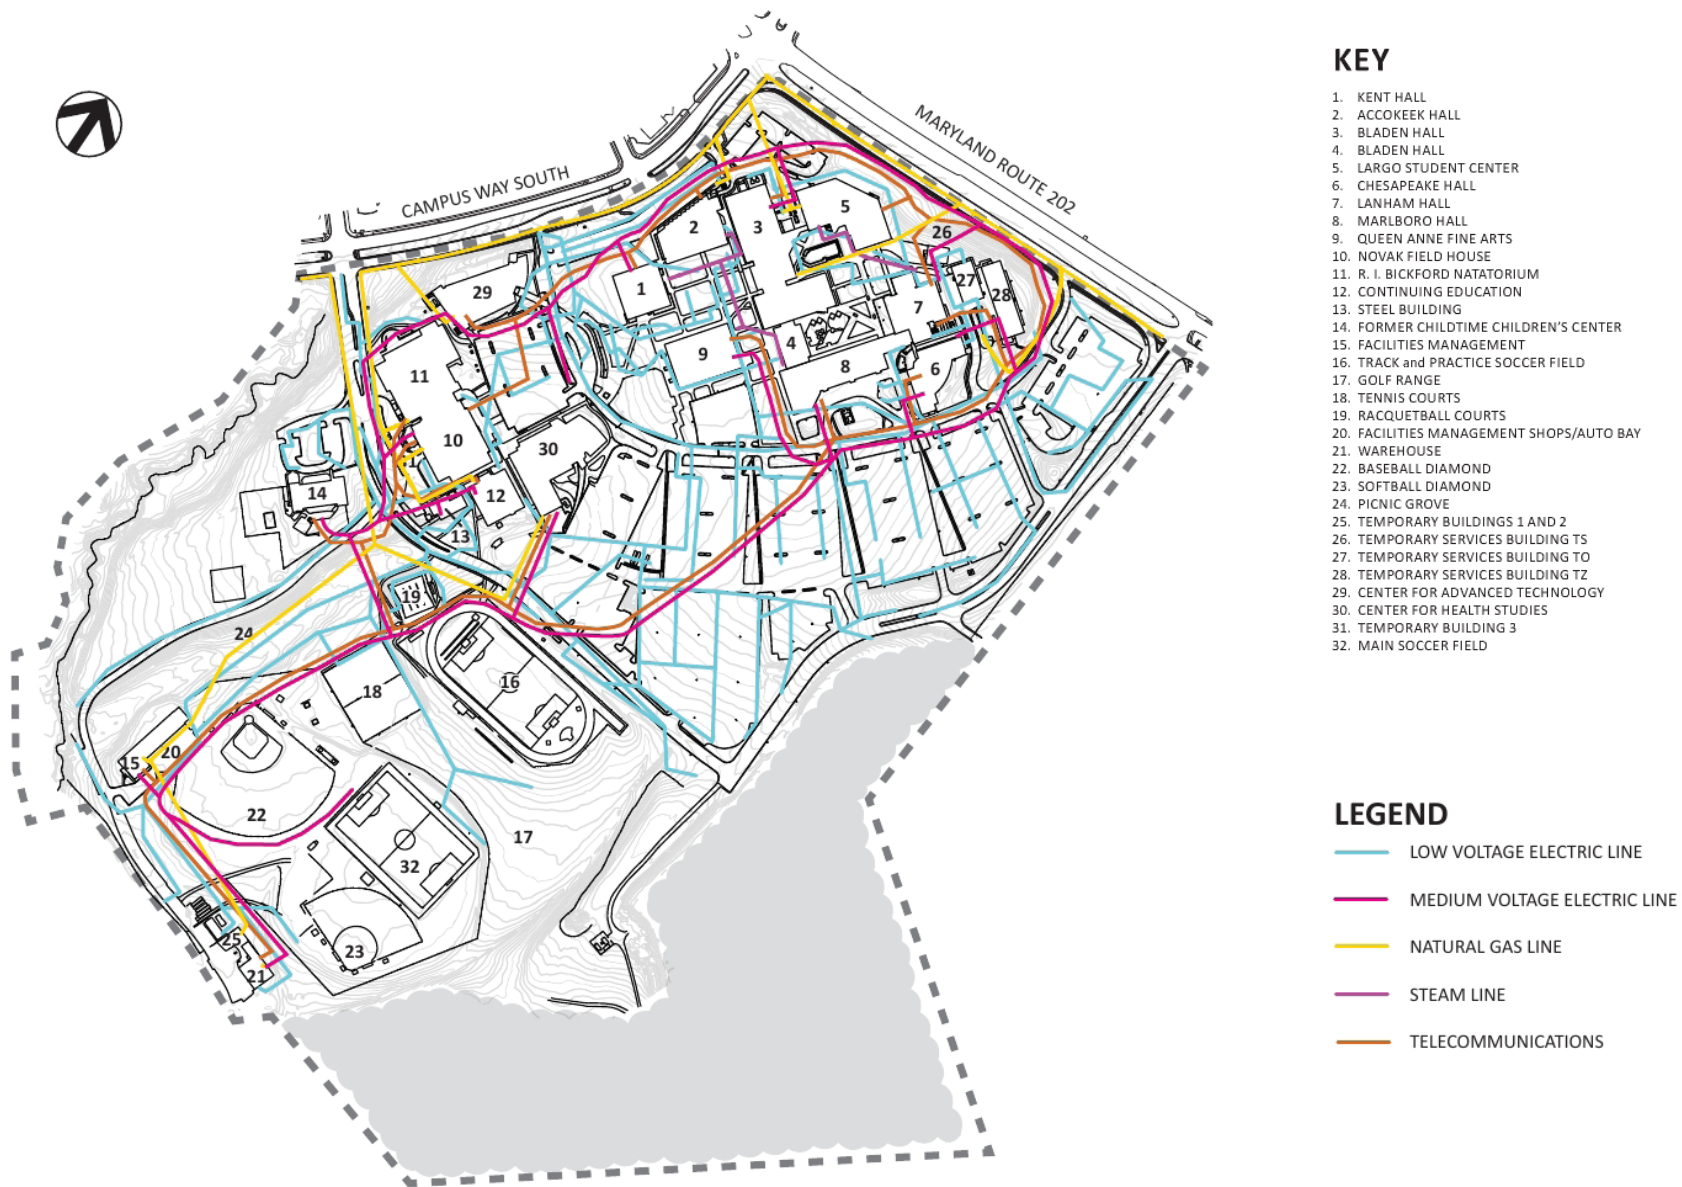 KEY
1. KENT HALL
2. ACCOKEEK HALL
3. BLADEN HALL
4. BLADEN HALL
5. LARGO STUDENT CENTER
6. CHESAPEAKE HALL
7. LANHAM HALL
8. MARLBORO HALL
9. QUEEN ANNE FINE ARTS
10. NOVAK FIELD HOUSE
11. R. I. BICKFORD NATATORIUM
12. CONTINUING EDUCATION
13. STEEL BUILDING
14. FORMER CHILDTIME CHILDREN'S CENTER
15. FACILITIES MANAGEMENT
16. TRACK and PRACTICE SOCCER FIELD
17. GOLF RANGE
18. TENNIS COURTS
19. RACQUETBALL COURTS
20. FACILITIES MANAGEMENT SHOPS/AUTO BAY
21. WAREHOUSE
22. BASEBALL DIAMOND
23. SOFTBALL DIAMOND
24. PICNIC GROVE
25. TEMPORARY BUILDINGS 1 AND 2
26. TEMPORARY SERVICES BUILDING TS
27. TEMPORARY SERVICES BUILDING TO
28. TEMPORARY SERVICES BUILDING TZ
29. CENTER FOR ADVANCED TECHNOLOGY
30. CENTER FOR HEALTH STUDIES
31. TEMPORARY BUILDING 3
32. MAIN SOCCER FIELD
LEGEND
LOW VOLTAGE ELECTRIC LINE
MEDIUM VOLTAGE ELECTRIC LINE
NATURAL GAS LINE
STEAM LINE
TELECOMMUNICATIONS
MARYLAND ROUTE 202
CAMPUS WAY SOUTH
5
2
3
26
27
29
1
28
7
4
9
8
6
11
10
30
14
12
13
19
24
16
18
20
15
22
17
32
25
23
21